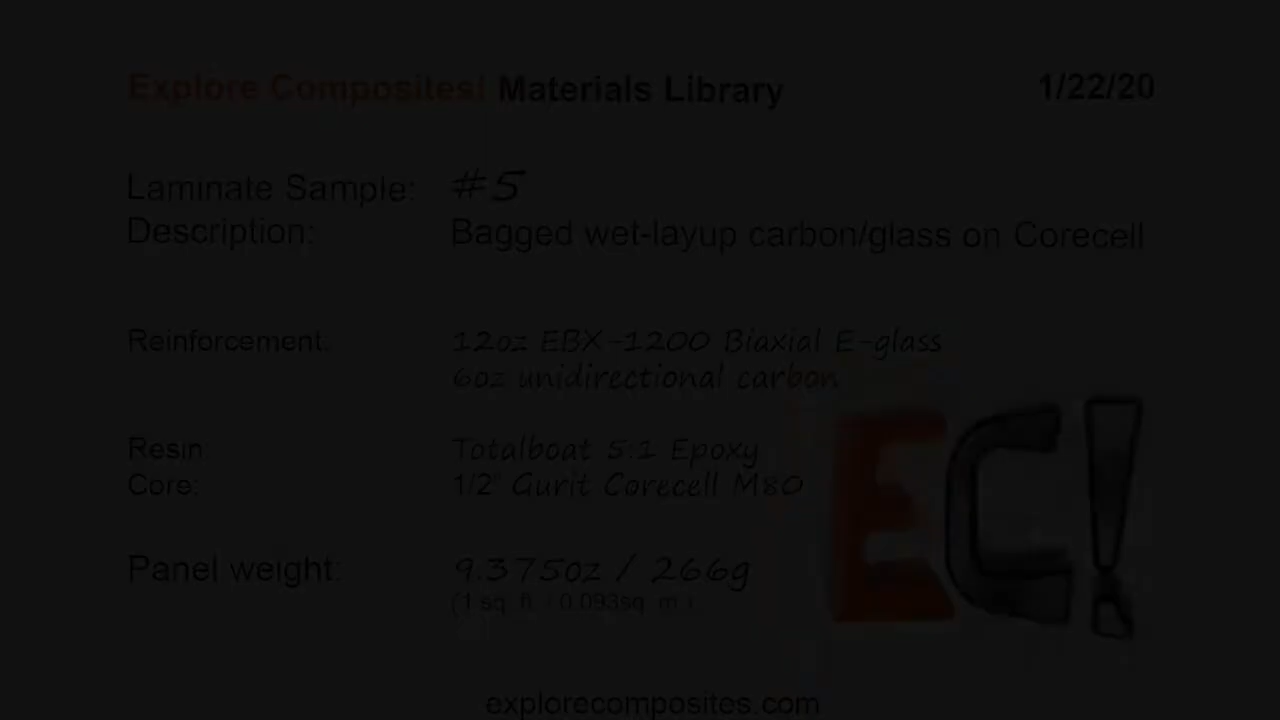 Explore Composites! Materials Library 1/22/20
Laminate Sample: #5
Description: Bagged wet-layup carbon/glass on Corecell
Reinforcement: 12oz EBX-1200 Biaxial E-glass
6oz unidirectional carbon
Resin: Totalboat 5:1 Epoxy
Core: 1/2" Gurit Corecell M80
Panel weight: 9.375oz / 266g
(1 sq. ft. / 0.093sq. m.)
EC!
explorecomposites.com